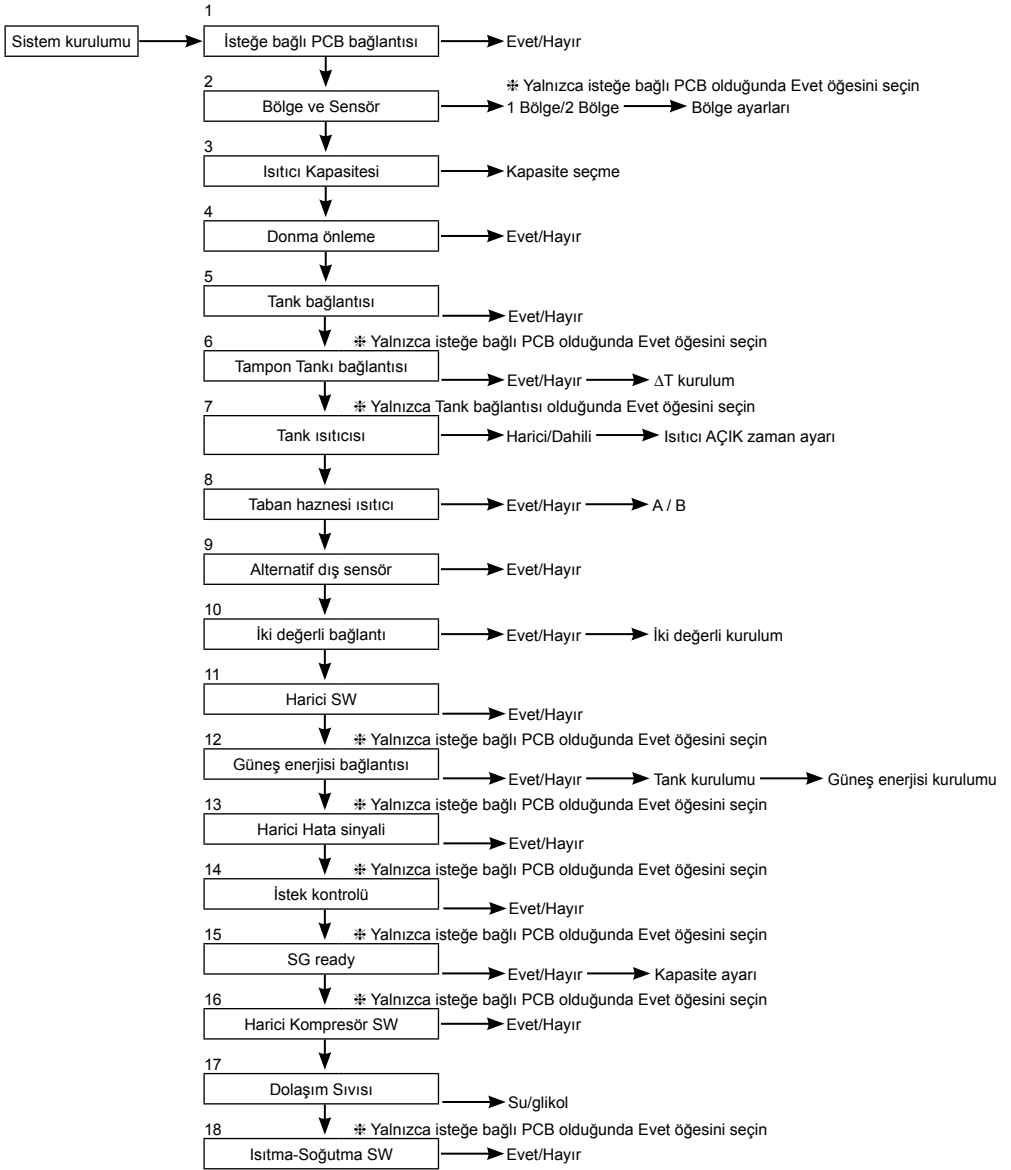 1
Sistem kurulumu İsteğe bağlı PCB bağlantısı Evet/Hayır
2 ❉ Yalnızca isteğe bağlı PCB olduğunda Evet öğesini seçin
Bölge ve Sensör 1 Bölge/2 Bölge Bölge ayarları
3
Isıtıcı Kapasitesi Kapasite seçme
4
Donma önleme Evet/Hayır
5
Tank bağlantısı
Evet/Hayır
6 ❉ Yalnızca isteğe bağlı PCB olduğunda Evet öğesini seçin
Tampon Tankı bağlantısı
Evet/Hayır ∆T kurulum
7 ❉ Yalnızca Tank bağlantısı olduğunda Evet öğesini seçin
Tank ısıtıcısı Harici/Dahili Isıtıcı AÇIK zaman ayarı
8
Taban haznesi ısıtıcı Evet/Hayır A / B
9
Alternatif dış sensör Evet/Hayır
10
İki değerli bağlantı Evet/Hayır İki değerli kurulum
11
Harici SW
Evet/Hayır
12 ❉ Yalnızca isteğe bağlı PCB olduğunda Evet öğesini seçin
Güneş enerjisi bağlantısı
Evet/Hayır Tank kurulumu Güneş enerjisi kurulumu
13 ❉ Yalnızca isteğe bağlı PCB olduğunda Evet öğesini seçin
Harici Hata sinyali
Evet/Hayır
14 ❉ Yalnızca isteğe bağlı PCB olduğunda Evet öğesini seçin
İstek kontrolü
Evet/Hayır
15 ❉ Yalnızca isteğe bağlı PCB olduğunda Evet öğesini seçin
SG ready
Evet/Hayır Kapasite ayarı
16 ❉ Yalnızca isteğe bağlı PCB olduğunda Evet öğesini seçin
Harici Kompresör SW Evet/Hayır
17
Dolaşım Sıvısı
Su/glikol
18 ❉ Yalnızca isteğe bağlı PCB olduğunda Evet öğesini seçin
Isıtma-Soğutma SW Evet/Hayır